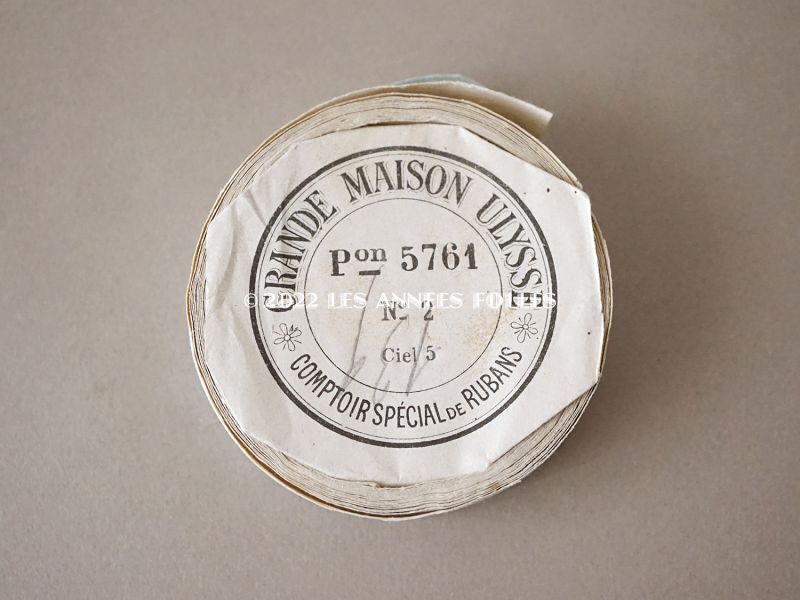 GRANDE MAISON ULYSSE
Pon 5761
© 2022 LES ANNEES FOLLES
No 2
Ciel 5
COMPTOIR SPÉCIAL DE RUBANS